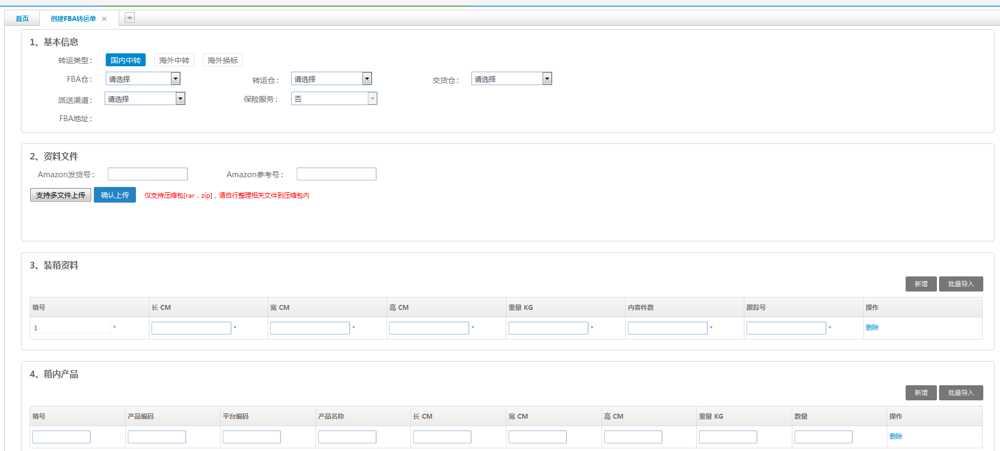 首页 创建FBA转运单
1、基本信息
转运类型： 国内中转 海外中转 海外换标
FBA仓： 请选择 转运仓： 请选择 交货仓： 请选择
派送渠道： 请选择 保险服务： 否
FBA地址：
2、资料文件
Amazon发货号： Amazon参考号：
支持多文件上传 确认上传 仅支持压缩包[rar，zip]，请自行整理相关文件到压缩包内
3、装箱资料
新增 批量导入
箱号 长 CM 宽 CM 高 CM 重量 KG 内容件数 跟踪号 操作
1 * * * * * * * 删除
4、箱内产品
新增 批量导入
箱号 产品编码 平台编码 产品名称 长 CM 宽 CM 高 CM 重量 KG 数量 操作
删除